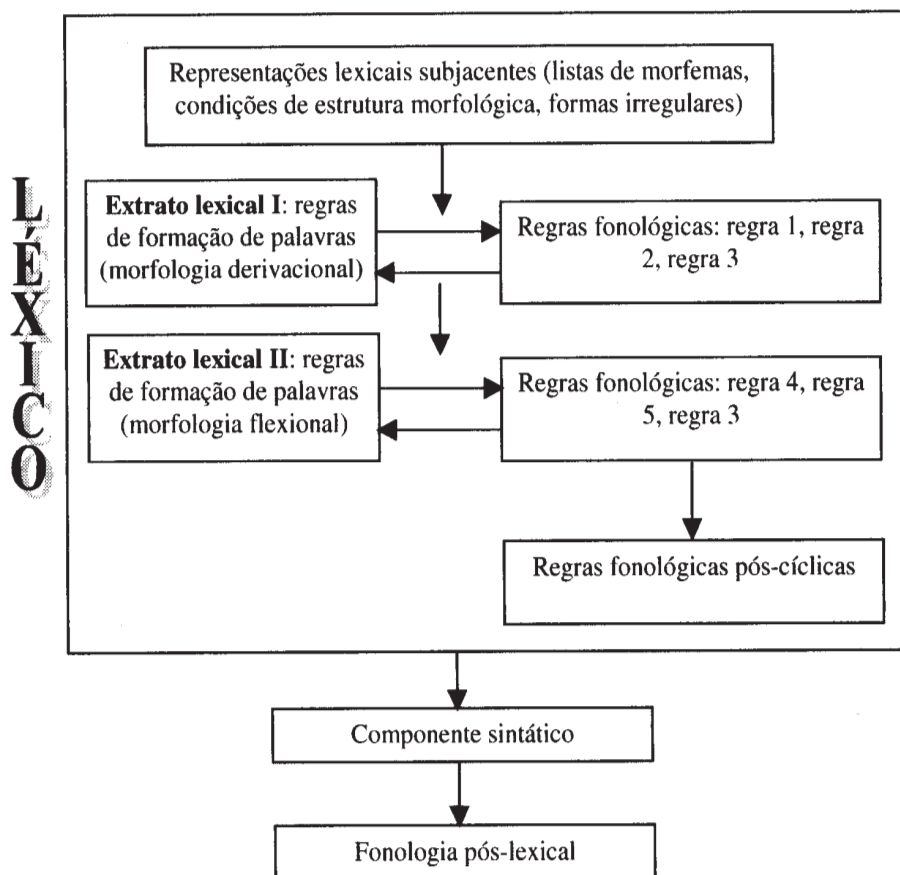 Representações lexicais subjacentes (listas de morfemas,
condições de estrutura morfológica, formas irregulares)
LÉXICO
Extrato lexical I: regras
de formação de palavras
(morfologia derivacional)
Regras fonológicas: regra 1, regra
2, regra 3
Extrato lexical II: regras
de formação de palavras
(morfologia flexional)
Regras fonológicas: regra 4, regra
5, regra 3
Regras fonológicas pós-cíclicas
Componente sintático
Fonologia pós-lexical